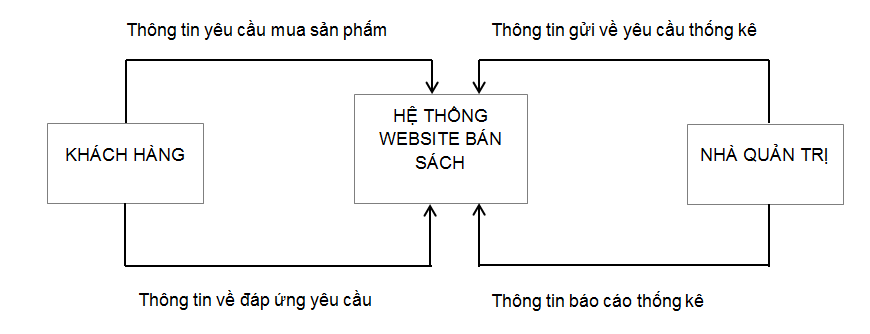 Thông tin yêu cầu mua sản phẩm
Thông tin gửi về yêu cầu thống kê
KHÁCH HÀNG
HỆ THỐNG
WEBSITE BÁN
SÁCH
NHÀ QUẢN TRỊ
Thông tin về đáp ứng yêu cầu
Thông tin báo cáo thống kê